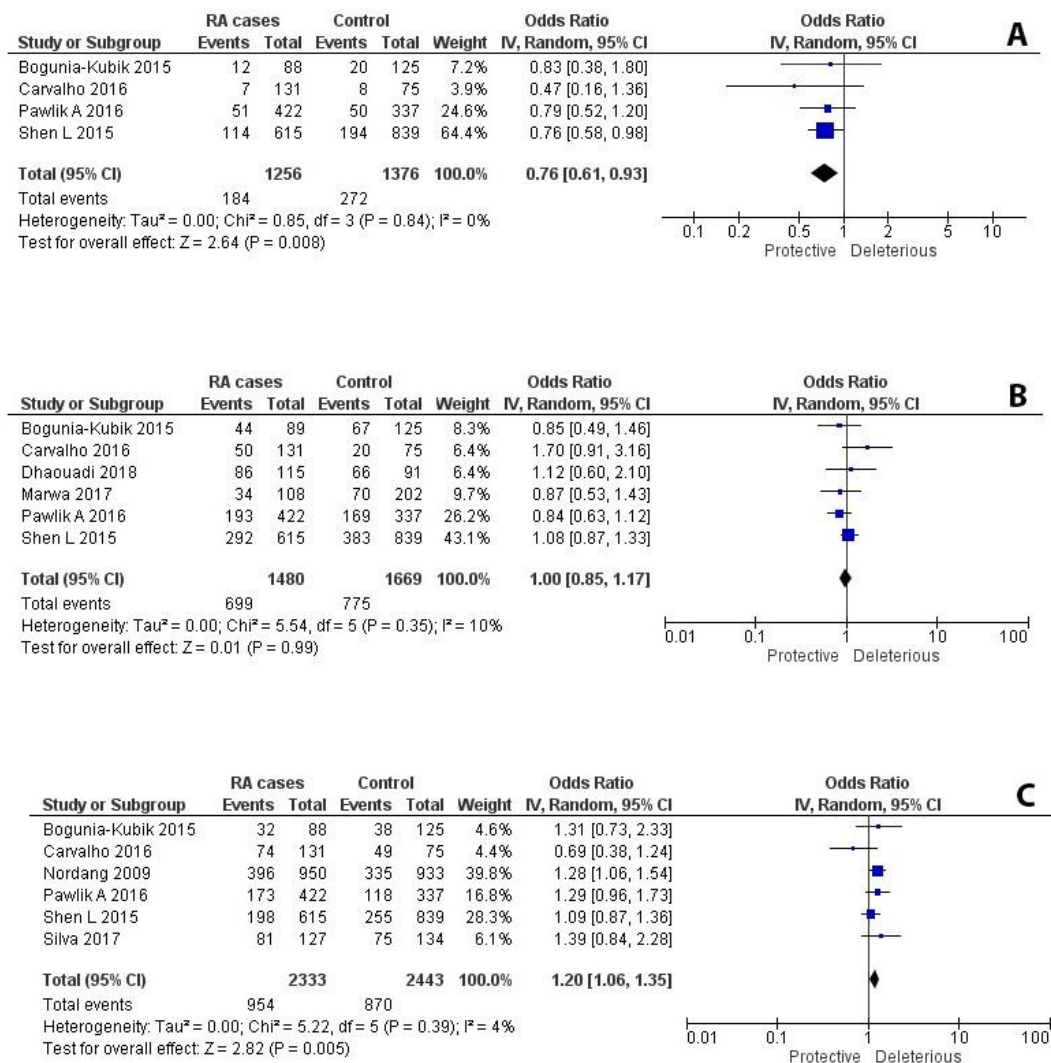 RA cases Control Odds Ratio Odds Ratio A
Study or Subgroup Events Total Events Total Weight IV, Random, 95% CI IV, Random, 95% CI
Bogunia-Kubik 2015 12 88 20 125 7.2% 0.83 [0.38, 1.80]
Carvalho 2016 7 131 8 75 3.9% 0.47 [0.16, 1.36]
Pawlik A 2016 51 422 50 337 24.6% 0.79 [0.52, 1.20]
Shen L 2015 114 615 194 839 64.4% 0.76 [0.58, 0.98]
Total (95% CI) 1256 1376 100.0% 0.76 [0.61, 0.93]
Total events 184 272
Heterogeneity: Tau² = 0.00; Chi² = 0.85, df = 3 (P = 0.84); I² = 0%
Test for overall effect: Z = 2.64 (P = 0.008)
0.1 0.2 0.5 1 2 5 10
Protective Deleterious
RA cases Control Odds Ratio Odds Ratio B
Study or Subgroup Events Total Events Total Weight IV, Random, 95% CI IV, Random, 95% CI
Bogunia-Kubik 2015 44 89 67 125 8.3% 0.85 [0.49, 1.46]
Carvalho 2016 50 131 20 75 6.4% 1.70 [0.91, 3.16]
Dhaouadi 2018 86 115 66 91 6.4% 1.12 [0.60, 2.10]
Marwa 2017 34 108 70 202 9.7% 0.87 [0.53, 1.43]
Pawlik A 2016 193 422 169 337 26.2% 0.84 [0.63, 1.12]
Shen L 2015 292 615 383 839 43.1% 1.08 [0.87, 1.33]
Total (95% CI) 1480 1669 100.0% 1.00 [0.85, 1.17]
Total events 699 775
Heterogeneity: Tau² = 0.00; Chi² = 5.54, df = 5 (P = 0.35); I² = 10%
Test for overall effect: Z = 0.01 (P = 0.99)
0.01 0.1 1 10 100
Protective Deleterious
RA cases Control Odds Ratio Odds Ratio C
Study or Subgroup Events Total Events Total Weight IV, Random, 95% CI IV, Random, 95% CI
Bogunia-Kubik 2015 32 88 38 125 4.6% 1.31 [0.73, 2.33]
Carvalho 2016 74 131 49 75 4.4% 0.69 [0.38, 1.24]
Nordang 2009 396 950 335 933 39.8% 1.28 [1.06, 1.54]
Pawlik A 2016 173 422 118 337 16.8% 1.29 [0.96, 1.73]
Shen L 2015 198 615 255 839 28.3% 1.09 [0.87, 1.36]
Silva 2017 81 127 75 134 6.1% 1.39 [0.84, 2.28]
Total (95% CI) 2333 2443 100.0% 1.20 [1.06, 1.35]
Total events 954 870
Heterogeneity: Tau² = 0.00; Chi² = 5.22, df = 5 (P = 0.39); I² = 4%
Test for overall effect: Z = 2.82 (P = 0.005)
0.01 0.1 1 10 100
Protective Deleterious